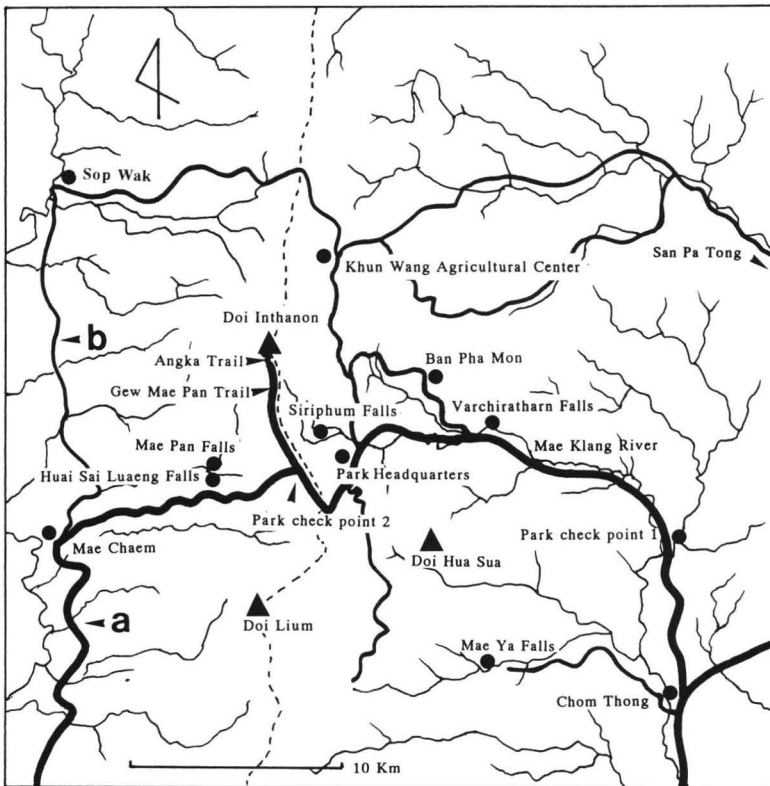 Sop Wak
San Pa Tong
Khun Wang Agricultural Center
Doi Inthanon
b
Angka Trail
Ban Pha Mon
Gew Mae Pan Trail
Siriphum Falls
Varchiratharn Falls
Mae Pan Falls
Mae Klang River
Huai Sai Luaeng Falls
Park Headquarters
Park check point 2
Park check point 1
Mae Chaem
Doi Hua Sua
a
Doi Lium
Mae Ya Falls
Chom Thong
10 Km